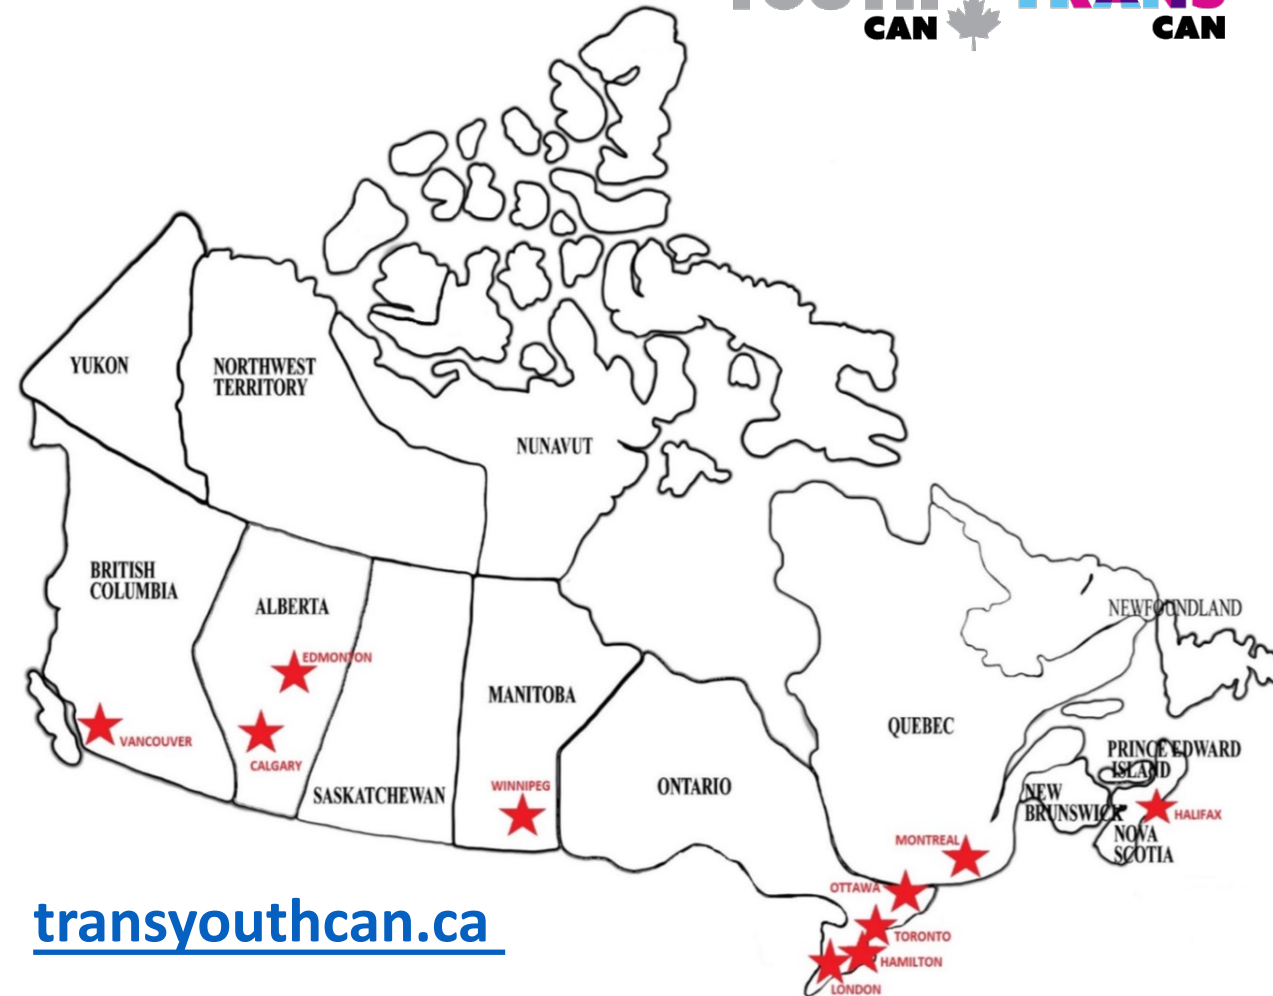 CAN
CAN
YUKON
NORTHWEST
TERRITORY
NUNAVUT
BRITISH
COLUMBIA
ALBERTA
NEWFOUNDLAND
EDMONTON
MANITOBA
VANCOUVER
QUEBEC
CALGARY
PRINCE EDWARD
ISLAND
WINNIPEG
ONTARIO
SASKATCHEWAN
NEW
BRUNSWICK
HALIFAX
NOVA
SCOTIA
MONTREAL
OTTAWA
transyouthcan.ca
TORONTO
HAMILTON
LONDON